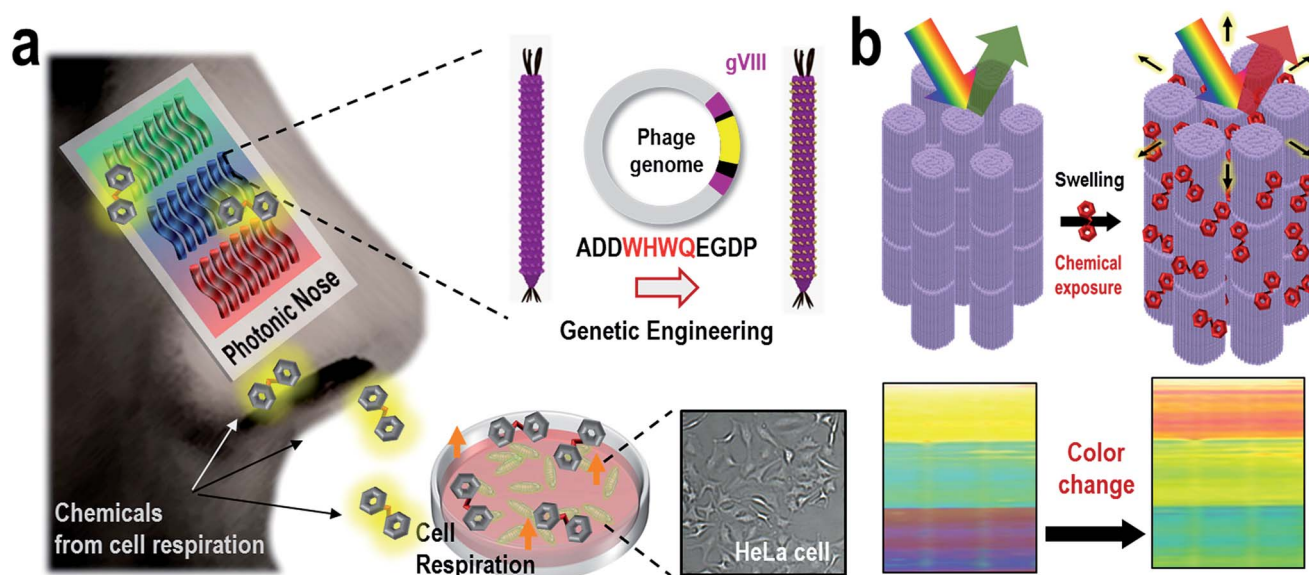 a
Photonic Nose
Chemicals
from cell respiration
gVIII
Phage
genome
ADDWHWQEGDP
Genetic Engineering
Cell
Respiration
HeLa cell
b
Swelling
Chemical
exposure
Color
change